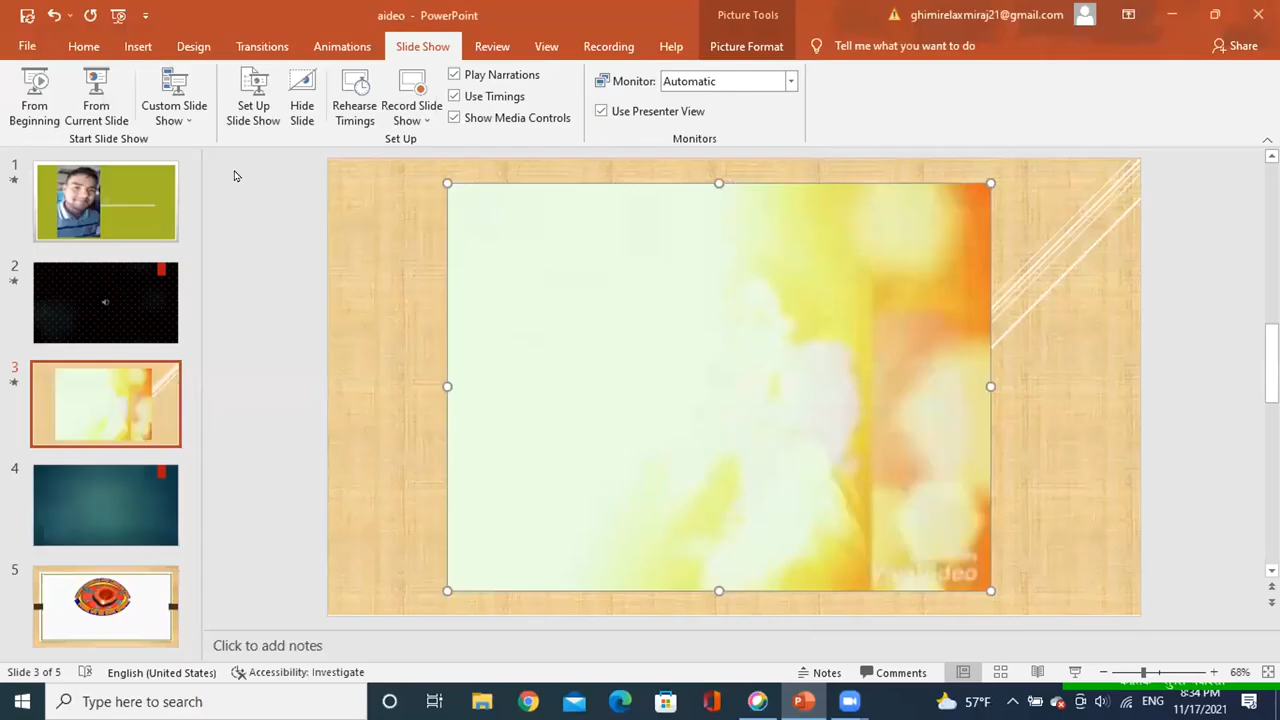 aideo - PowerPoint
Picture Tools
ghimirelaxmiraj21@gmail.com
File
Home
Insert
Design
Transitions
Animations
Slide Show
Review
View
Recording
Help
Picture Format
Tell me what you want to do
Share
From Beginning
From Current Slide
Custom Slide Show
Set Up Slide Show
Hide Slide
Rehearse Timings
Record Slide Show
Play Narrations
Use Timings
Show Media Controls
Monitor: Automatic
Use Presenter View
Start Slide Show
Set Up
Monitors
1
2
3
4
5
Click to add notes
Slide 3 of 5
English (United States)
Accessibility: Investigate
Notes
Comments
68%
Type here to search
57°F
ENG
8:34 PM
11/17/2021